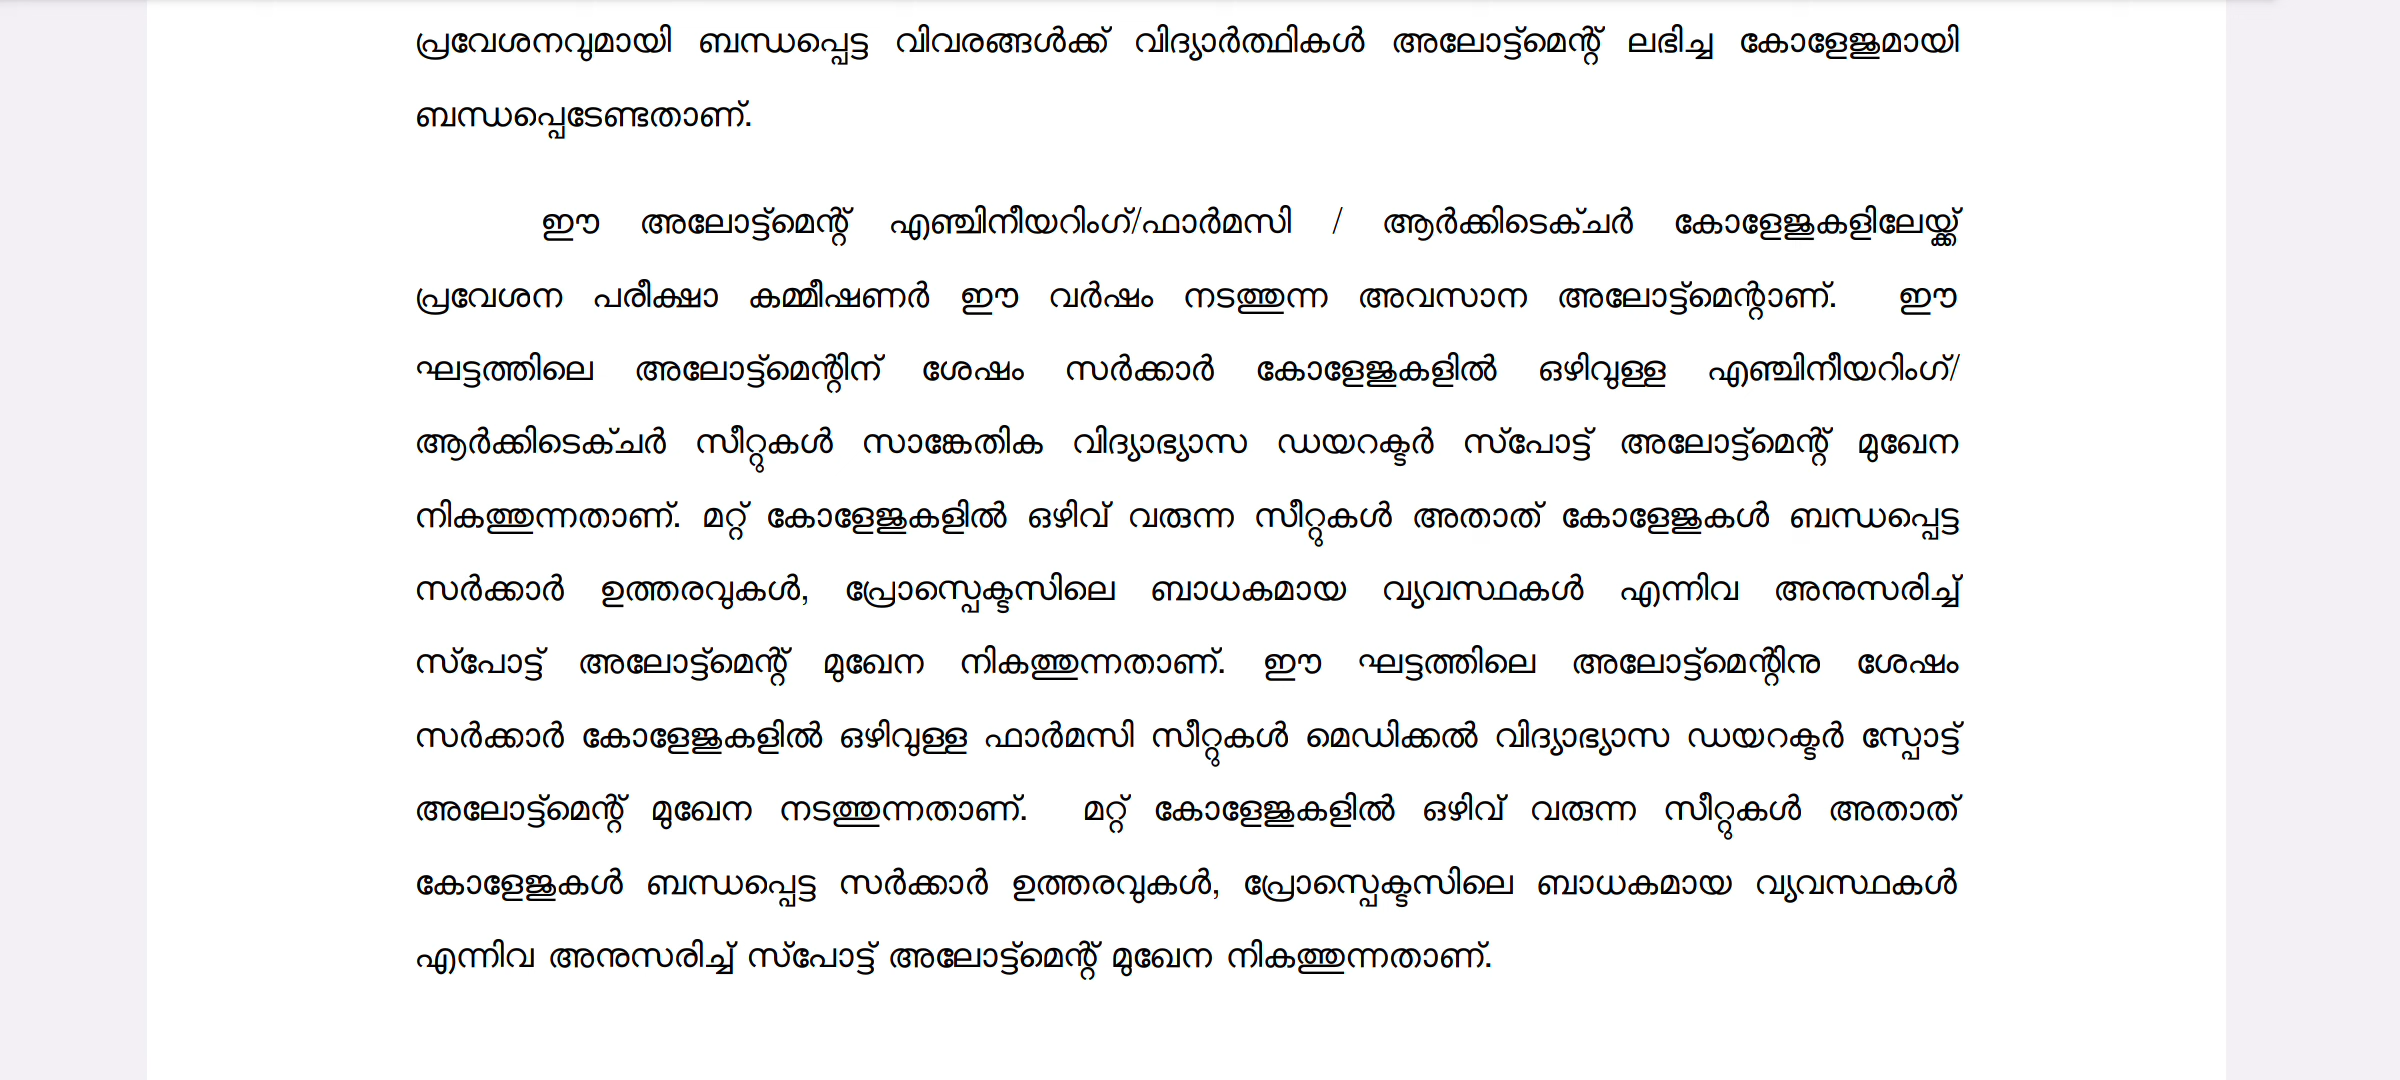 പ്രവേശനവുമായി ബന്ധപ്പെട്ട വിവരങ്ങൾക്ക് വിദ്യാർത്ഥികൾ അലോട്ട്മെന്റ് ലഭിച്ച കോളേജുമായി
ബന്ധപ്പെടേണ്ടതാണ്.
ഈ അലോട്ട്മെന്റ് എഞ്ചിനീയറിംഗ്/ഫാർമസി / ആർക്കിടെക്ചർ കോളേജുകളിലേയ്ക്ക്
പ്രവേശന പരീക്ഷാ കമ്മീഷണർ ഈ വർഷം നടത്തുന്ന അവസാന അലോട്ട്മെന്റാണ്. ഈ
ഘട്ടത്തിലെ അലോട്ട്മെന്റിന് ശേഷം സർക്കാർ കോളേജുകളിൽ ഒഴിവുള്ള എഞ്ചിനീയറിംഗ്/
ആർക്കിടെക്ചർ സീറ്റുകൾ സാങ്കേതിക വിദ്യാഭ്യാസ ഡയറക്ടർ സ്പോട്ട് അലോട്ട്മെന്റ് മുഖേന
നികത്തുന്നതാണ്. മറ്റ് കോളേജുകളിൽ ഒഴിവ് വരുന്ന സീറ്റുകൾ അതാത് കോളേജുകൾ ബന്ധപ്പെട്ട
സർക്കാർ ഉത്തരവുകൾ, പ്രോസ്പെക്ടസിലെ ബാധകമായ വ്യവസ്ഥകൾ എന്നിവ അനുസരിച്ച്
സ്പോട്ട് അലോട്ട്മെന്റ് മുഖേന നികത്തുന്നതാണ്. ഈ ഘട്ടത്തിലെ അലോട്ട്മെന്റിനു ശേഷം
സർക്കാർ കോളേജുകളിൽ ഒഴിവുള്ള ഫാർമസി സീറ്റുകൾ മെഡിക്കൽ വിദ്യാഭ്യാസ ഡയറക്ടർ സ്പോട്ട്
അലോട്ട്മെന്റ് മുഖേന നടത്തുന്നതാണ്. മറ്റ് കോളേജുകളിൽ ഒഴിവ് വരുന്ന സീറ്റുകൾ അതാത്
കോളേജുകൾ ബന്ധപ്പെട്ട സർക്കാർ ഉത്തരവുകൾ, പ്രോസ്പെക്ടസിലെ ബാധകമായ വ്യവസ്ഥകൾ
എന്നിവ അനുസരിച്ച് സ്പോട്ട് അലോട്ട്മെന്റ് മുഖേന നികത്തുന്നതാണ്.